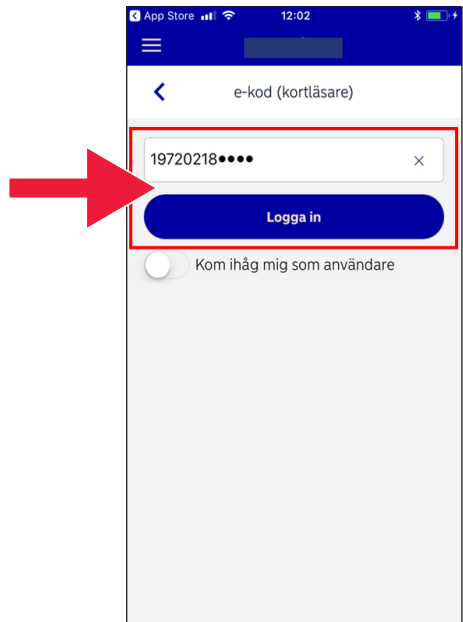 App Store 12:02
e-kod (kortläsare)
19720218••••
Logga in
Kom ihåg mig som användare